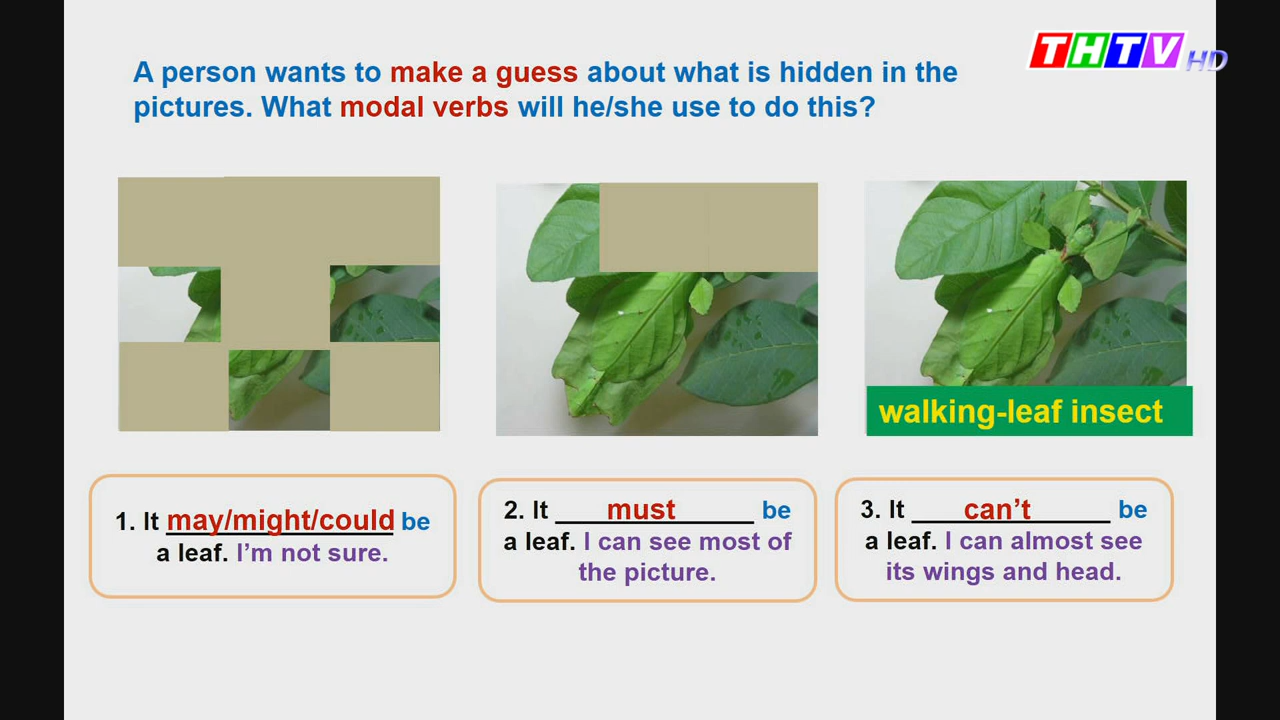 THTV HD
A person wants to make a guess about what is hidden in the
pictures. What modal verbs will he/she use to do this?
walking-leaf insect
1. It may/might/could be
a leaf. I'm not sure.
2. It must be
a leaf. I can see most of
the picture.
3. It can't be
a leaf. I can almost see
its wings and head.